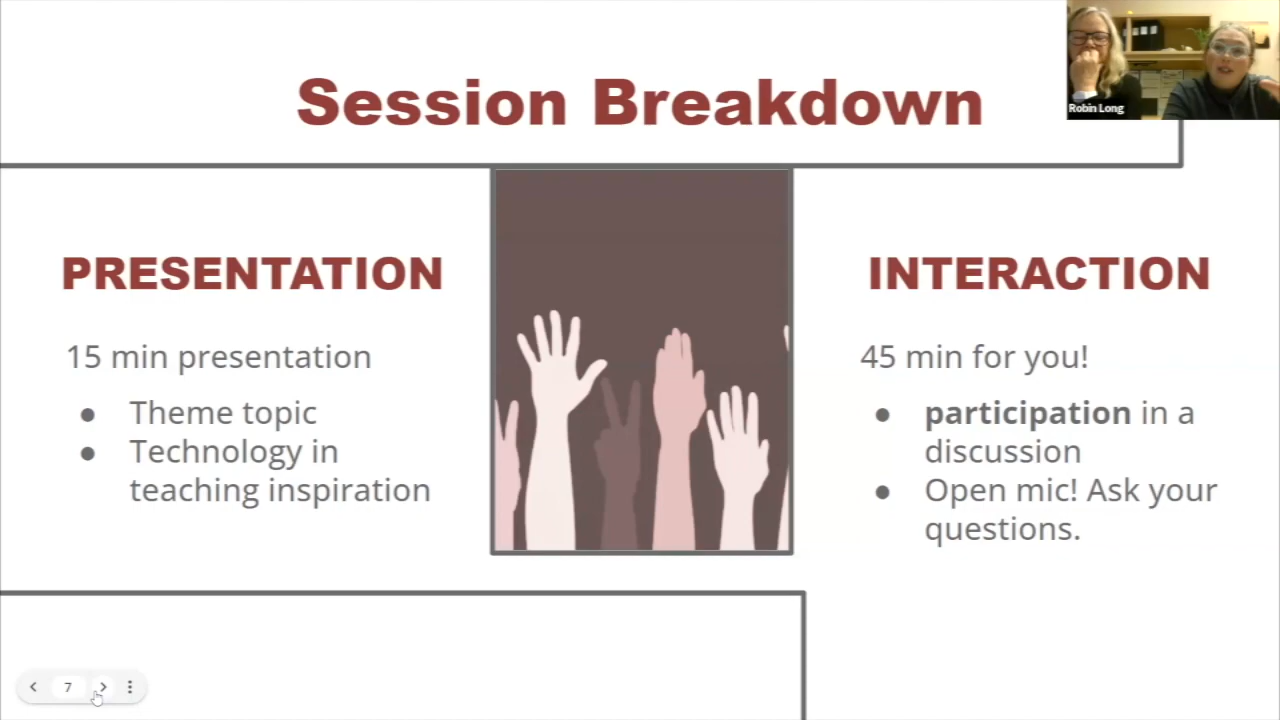 Session Breakdown
Robin Long
PRESENTATION
15 min presentation
● Theme topic
● Technology in
teaching inspiration
INTERACTION
45 min for you!
● participation in a
discussion
● Open mic! Ask your
questions.
7